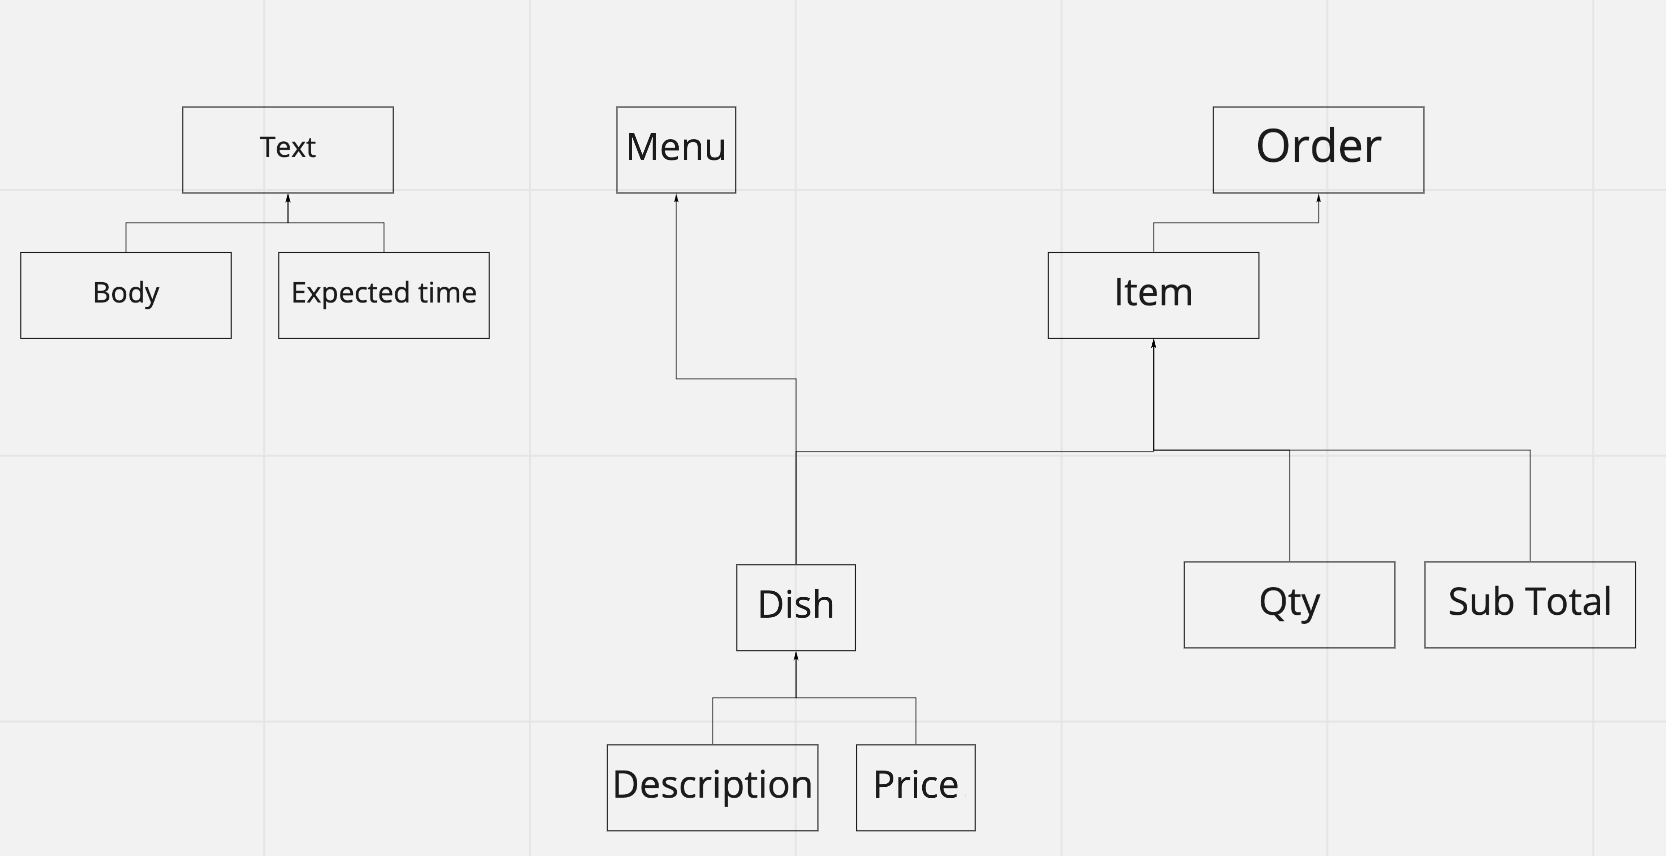 Text
Menu
Order
Body
Expected time
Item
Dish
Qty
Sub Total
Description
Price